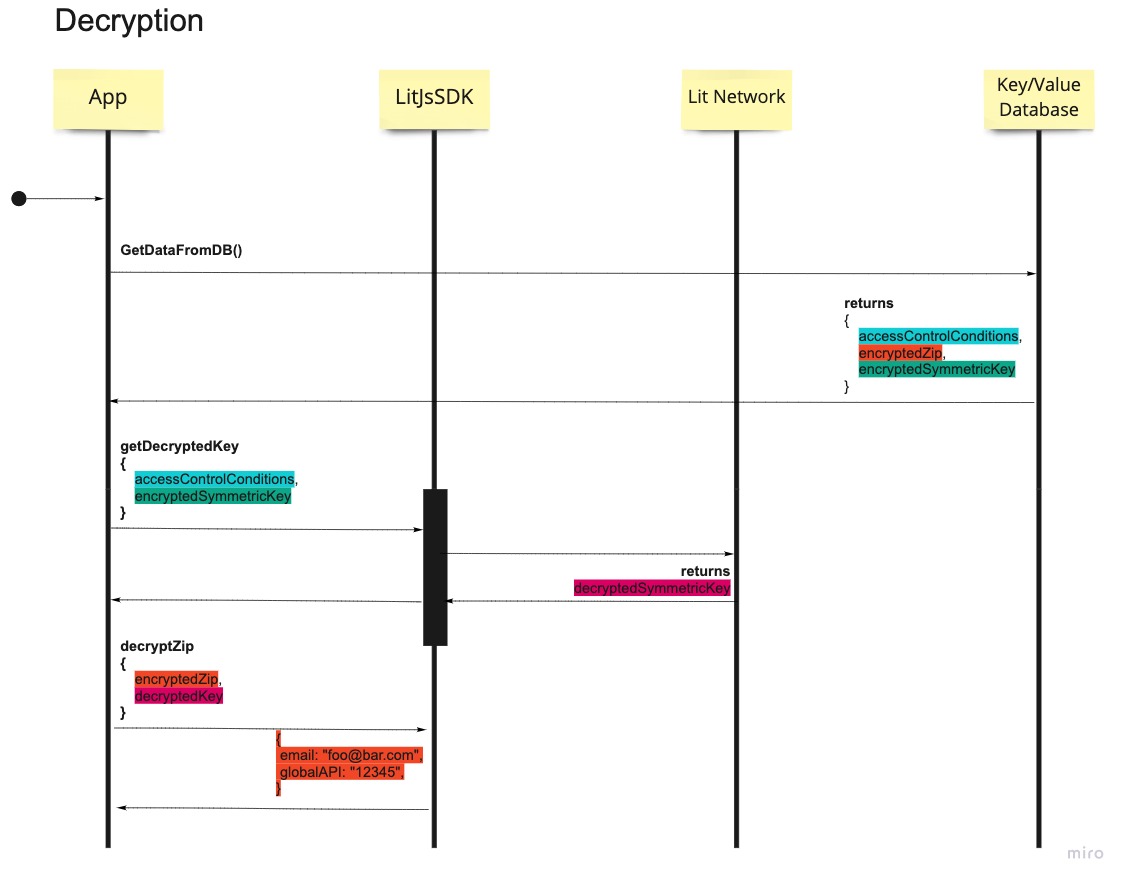 Decryption
App
LitJsSDK
Lit Network
Key/Value
Database
GetDataFromDB()
returns
{
accessControlConditions,
encryptedZip,
encryptedSymmetricKey
}
getDecryptedKey
{
accessControlConditions,
encryptedSymmetricKey
}
returns
decryptedSymmetricKey
decryptZip
{
encryptedZip,
decryptedKey
}
{
email: "foo@bar.com",
globalAPI: "12345",
}
miro